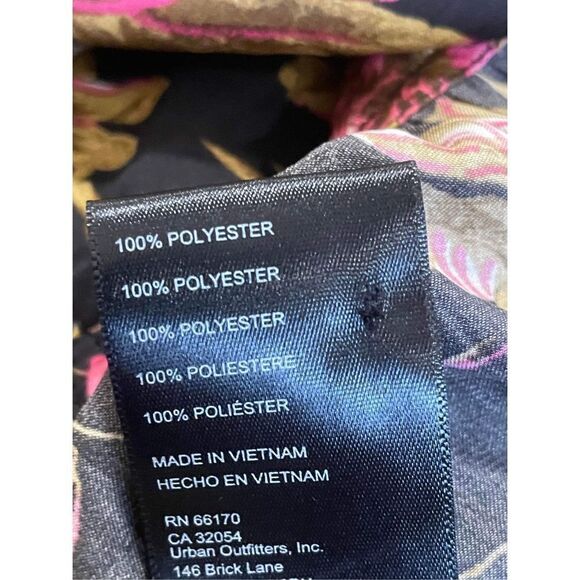 100% POLYESTER
100% POLYESTER
100% POLYESTER
100% POLIESTERE
100% POLIÉSTER
MADE IN VIETNAM
HECHO EN VIETNAM
RN 66170
CA 32054
Urban Outfitters, Inc.
146 Brick Lane